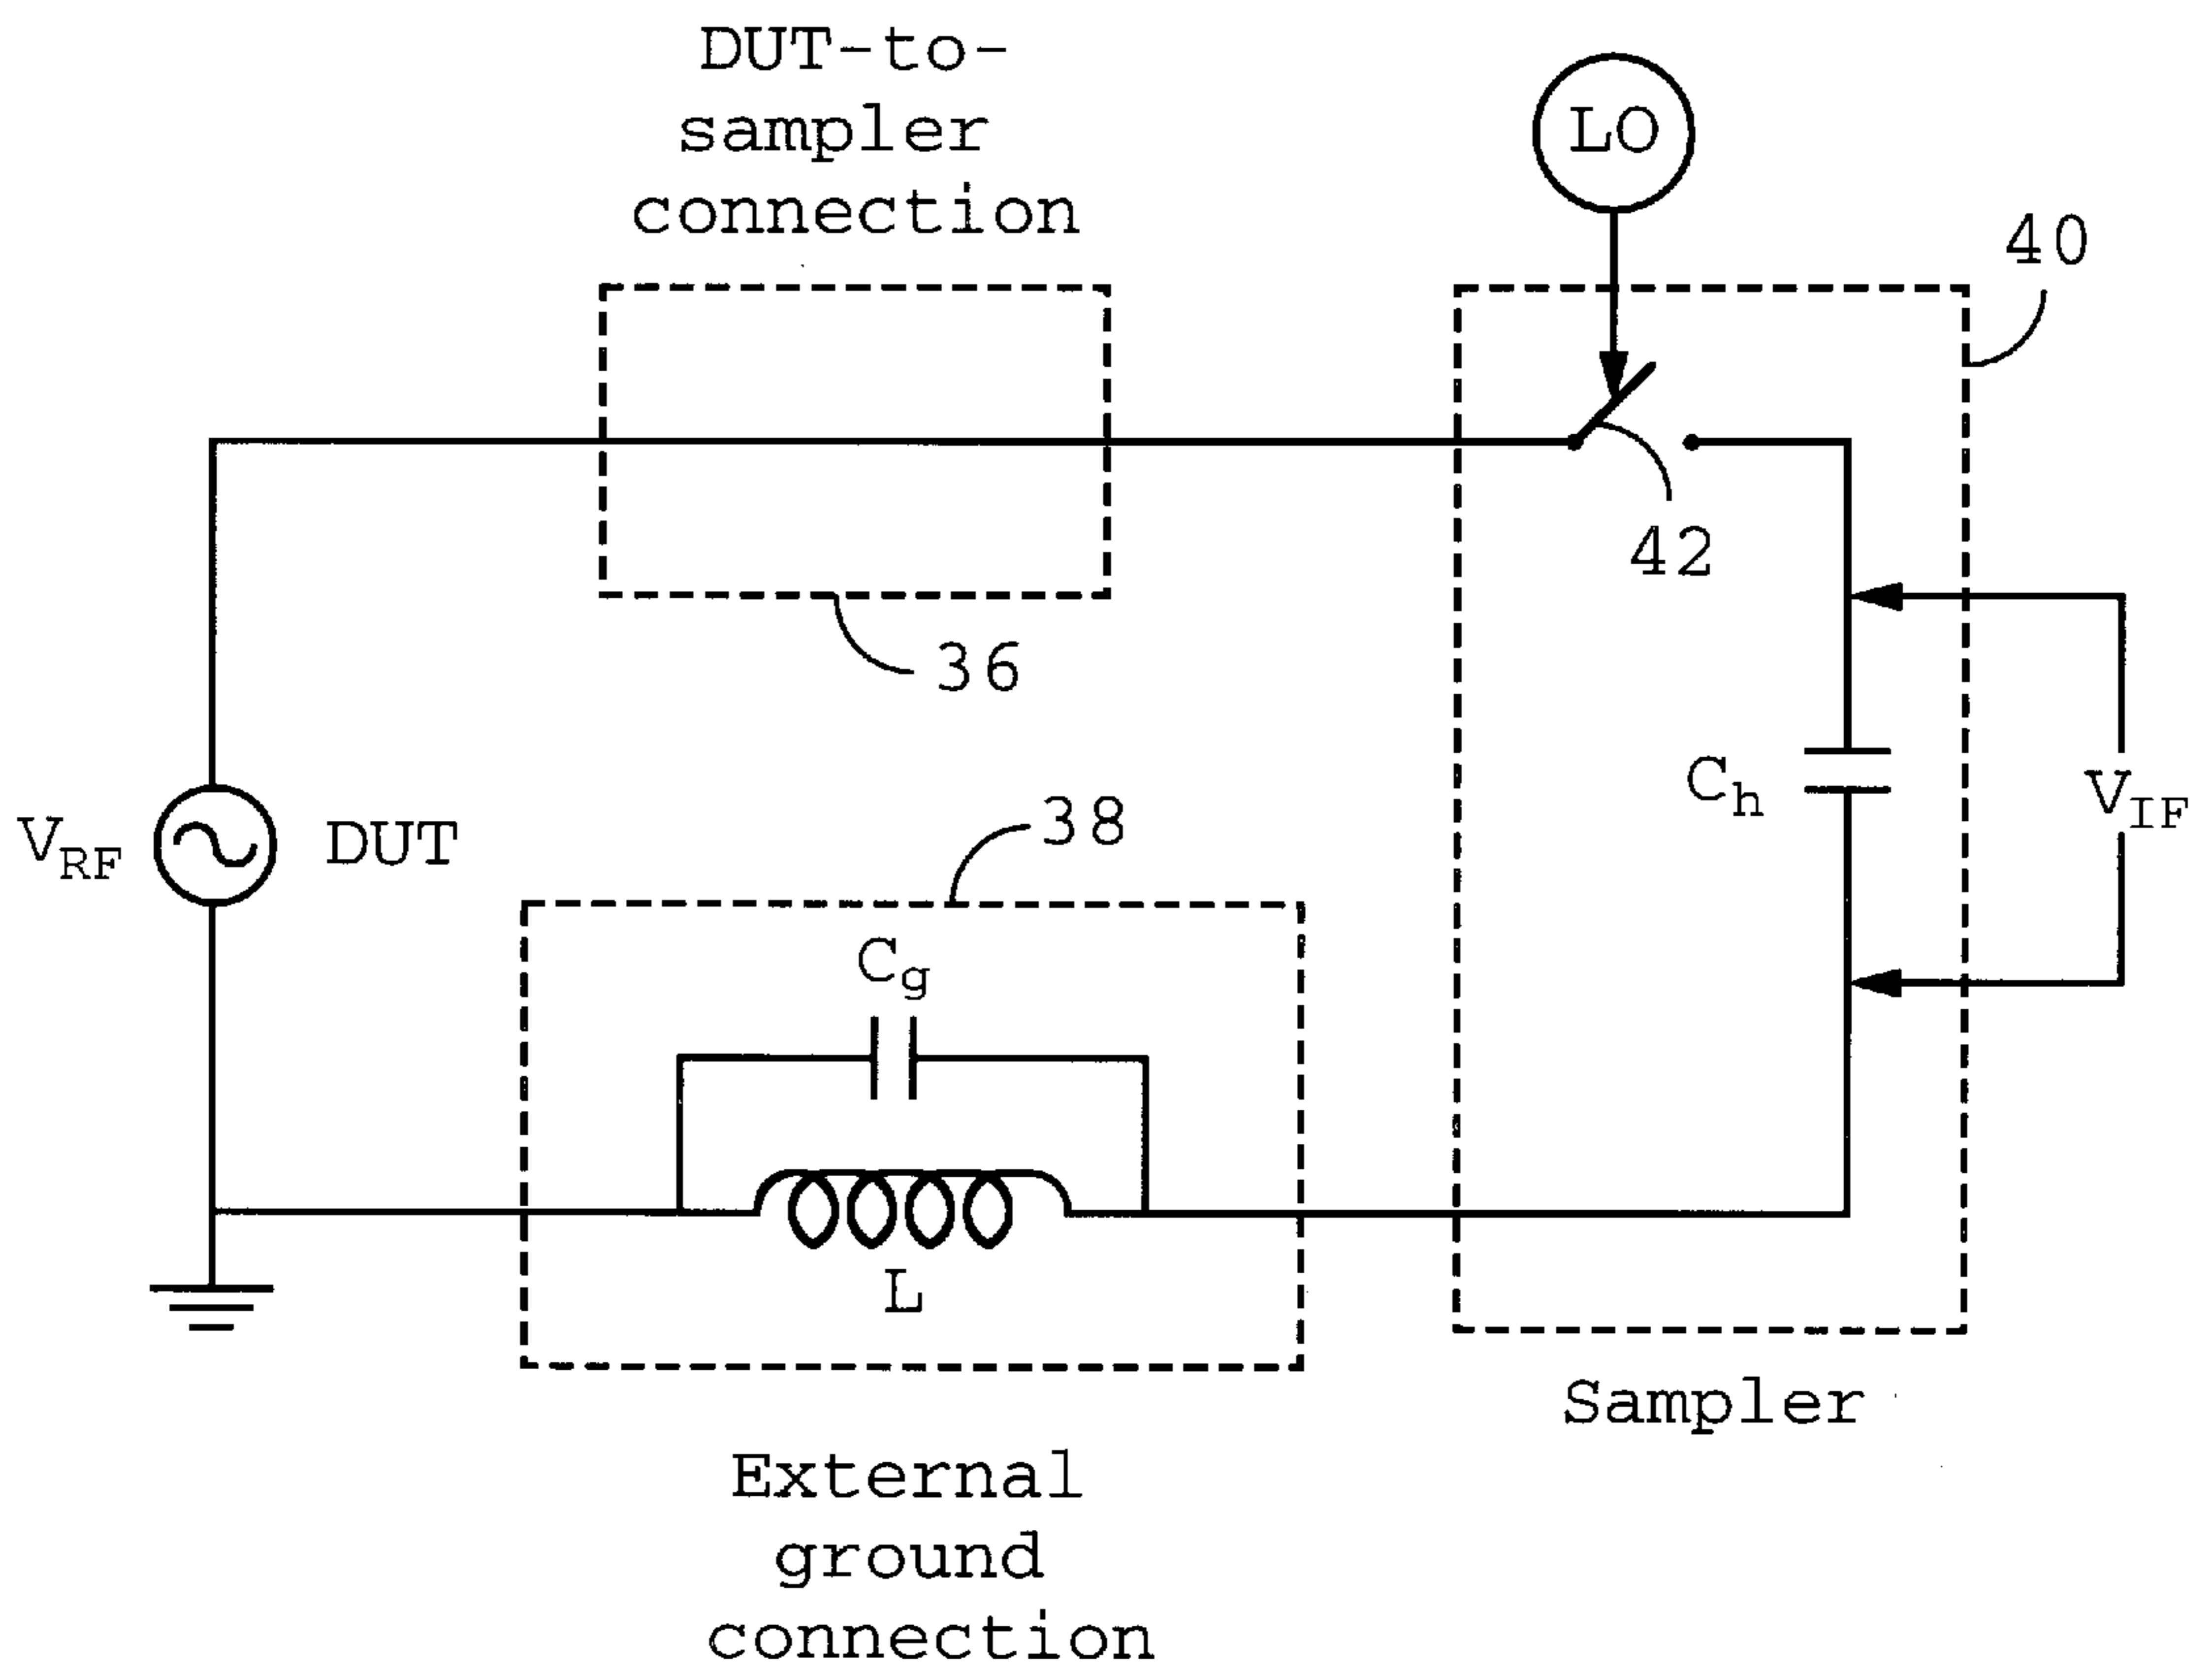 DUT-to-
sampler
connection
LO
40
42
36
C_h
V_IF
V_RF
DUT
38
C_g
L
Sampler
External
ground
connection